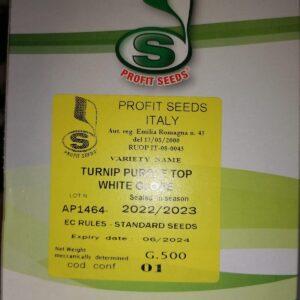 S
PROFIT SEEDS®
PROFIT SEEDS
ITALY
Aut. reg. Emilia Romagna n. 43
del 17/05/2000
RUOP IT-08-0045
S
PROFIT SEEDS
VARIETY NAME
TURNIP PURPLE TOP
WHITE GLOBE
LOT N
Sealed in season
AP1464- 2022/2023
EC RULES - STANDARD SEEDS
Expiry date : 06/2024
Net Weight
meccanically determined
G.500
cod conf 01